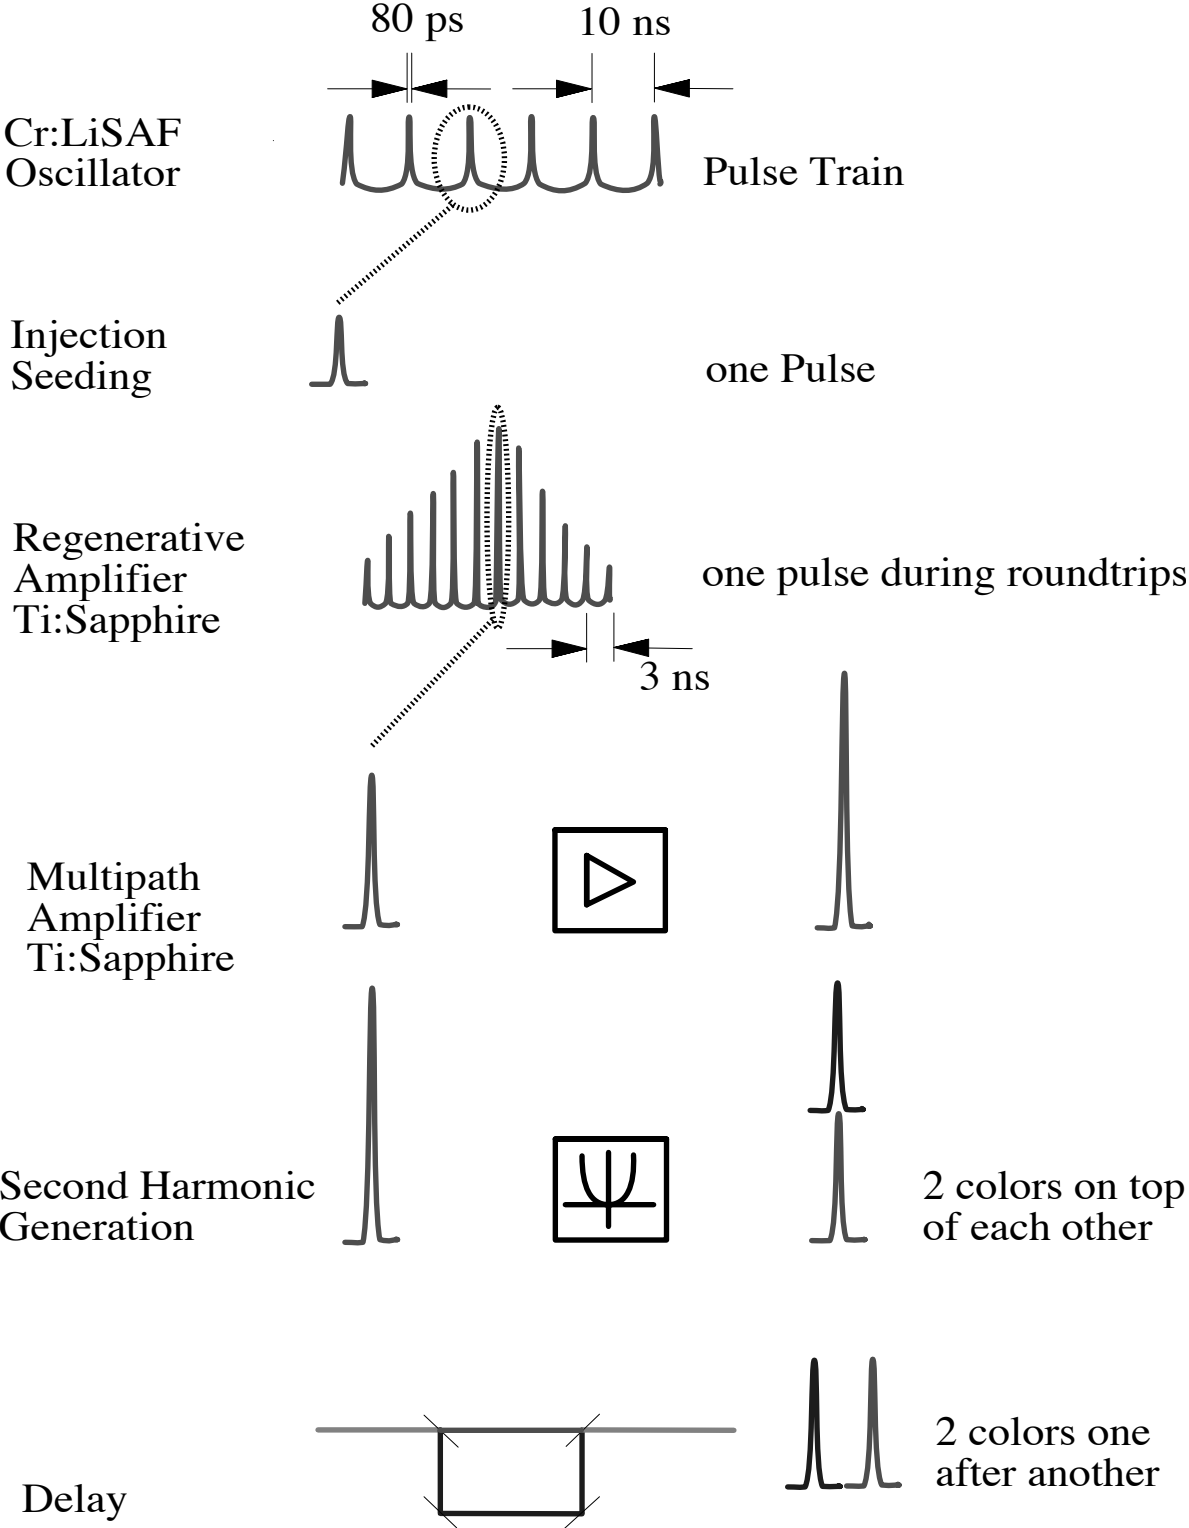 80 ps
10 ns
Cr:LiSAF
Oscillator
Pulse Train
Injection
Seeding
one Pulse
Regenerative
Amplifier
Ti:Sapphire
one pulse during roundtrips
3 ns
Multipath
Amplifier
Ti:Sapphire
Second Harmonic
Generation
2 colors on top
of each other
Delay
2 colors one
after another